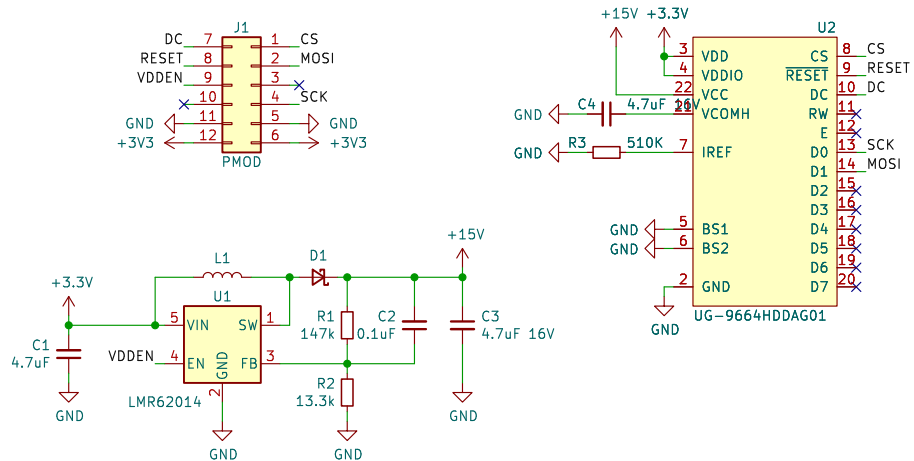 J1
DC 7 1 CS
RESET 8 2 MOSI
VDDEN 9 3
10 4 SCK
GND 11 5 GND
+3V3 12 6 +3V3
PMOD
+15V +3.3V
U2
3 VDD CS 8 CS
4 VDDIO RESET 9 RESET
22 VCC DC 10 DC
GND C4 4.7uF 16V 21 VCOMH RW 11
E 12
GND R3 510K 7 IREF D0 13 SCK
D1 14 MOSI
D2 15
D3 16
GND 5 BS1 D4 17
GND 6 BS2 D5 18
D6 19
2 GND D7 20
GND
UG-9664HDDAG01
+15V
L1 D1
+3.3V
U1
5 VIN SW 1
R1 147k
C2 0.1uF
C3 4.7uF 16V
C1 4.7uF
VDDEN 4 EN GND FB 3
2
R2 13.3k
LMR62014
GND
GND
GND
GND